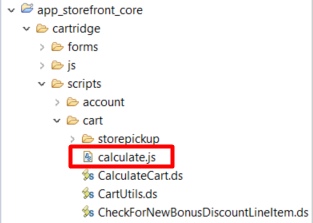 app_storefront_core
cartridge
forms
js
scripts
account
cart
storepickup
calculate.js
CalculateCart.ds
CartUtils.ds
CheckForNewBonusDiscountLineItem.ds